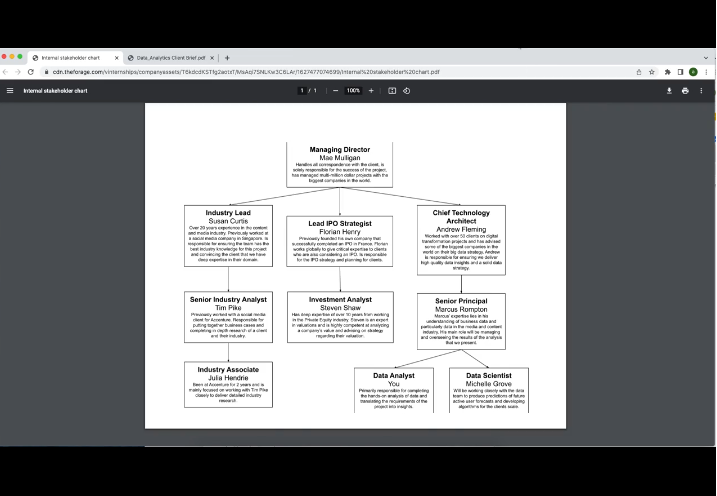 Internal stakeholder chart
Data_Analytics Client Brief.pdf
Internal stakeholder chart
1 / 1
100%
Managing Director
Mae Mulligan
Handles all correspondence with the client, is
solely responsible for the success of the project,
has managed multi-million dollar projects with the
biggest companies in the world.
Industry Lead
Susan Curtis
Over 20 years experience in the content
and media industry. Previously worked at
a social media company in Singapore. Is
responsible for ensuring the team has the
best industry knowledge for this project
and convincing the client that we have
deep expertise in their domain.
Lead IPO Strategist
Florian Henry
Previously founded his own company that
successfully completed an IPO in France. Florian
works globally to give critical expertise to clients
who are also considering an IPO. Is responsible
for the IPO strategy and planning for clients.
Chief Technology
Architect
Andrew Fleming
Worked with over 50 clients on digital
transformation projects and has advised
some of the biggest companies in the
world on their big data strategy. Andrew
is responsible for ensuring we deliver
high quality data insights and a solid data
strategy.
Senior Industry Analyst
Tim Pike
Previously worked with a social media
client for Accenture. Responsible for
putting together business cases and
completing in depth research of a client
and their industry.
Investment Analyst
Steven Shaw
Has deep expertise of over 10 years from working
in the Private Equity industry. Steven is an expert
in valuations and is highly competent at analysing
a company's value and advising on strategy
regarding their valuation.
Senior Principal
Marcus Rompton
Marcus' expertise lies in his
understanding of business data and
particularly data in the media and content
industry. His main role will be managing
and overseeing the results of the analysis
that we present.
Industry Associate
Julia Hendrie
Been at Accenture for 2 years and is
mainly focused on working with Tim Pike
closely to deliver detailed industry
research
Data Analyst
You
Primarily responsible for completing
the hands-on analysis of data and
translating the requirements of the
project into insights.
Data Scientist
Michelle Grove
Will be working closely with the data
team to produce predictions of future
active user forecasts and developing
algorithms for the clients scale.